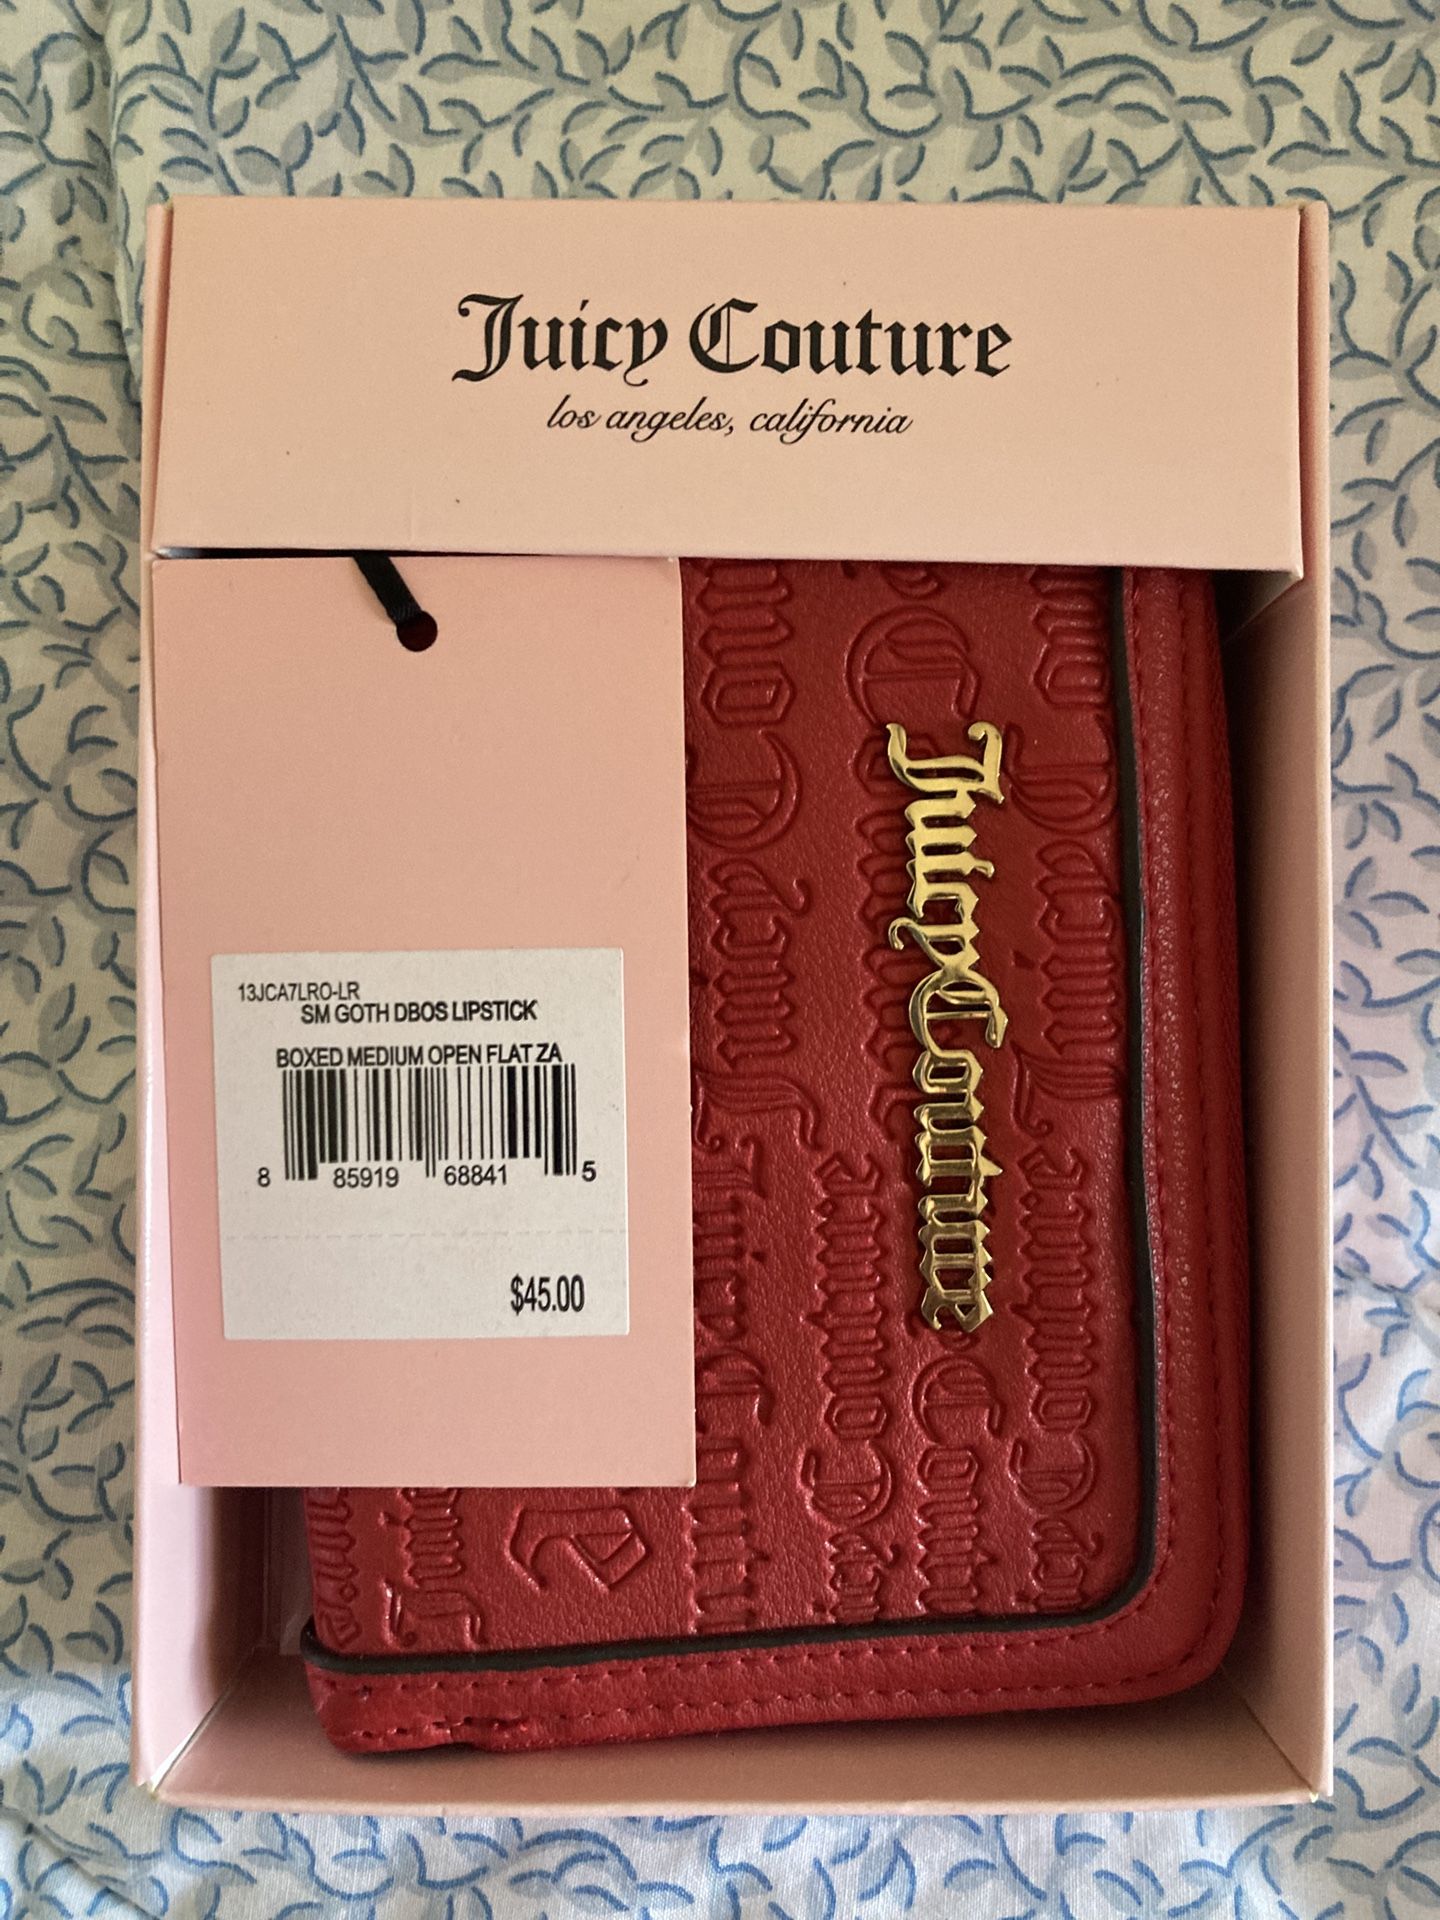 Juicy Couture
los angeles, california
13JCA7LRO-LR
SM GOTH DBOS LIPSTICK
BOXED MEDIUM OPEN FLAT ZA
8 85919 68841 5
$45.00
Juicy Couture